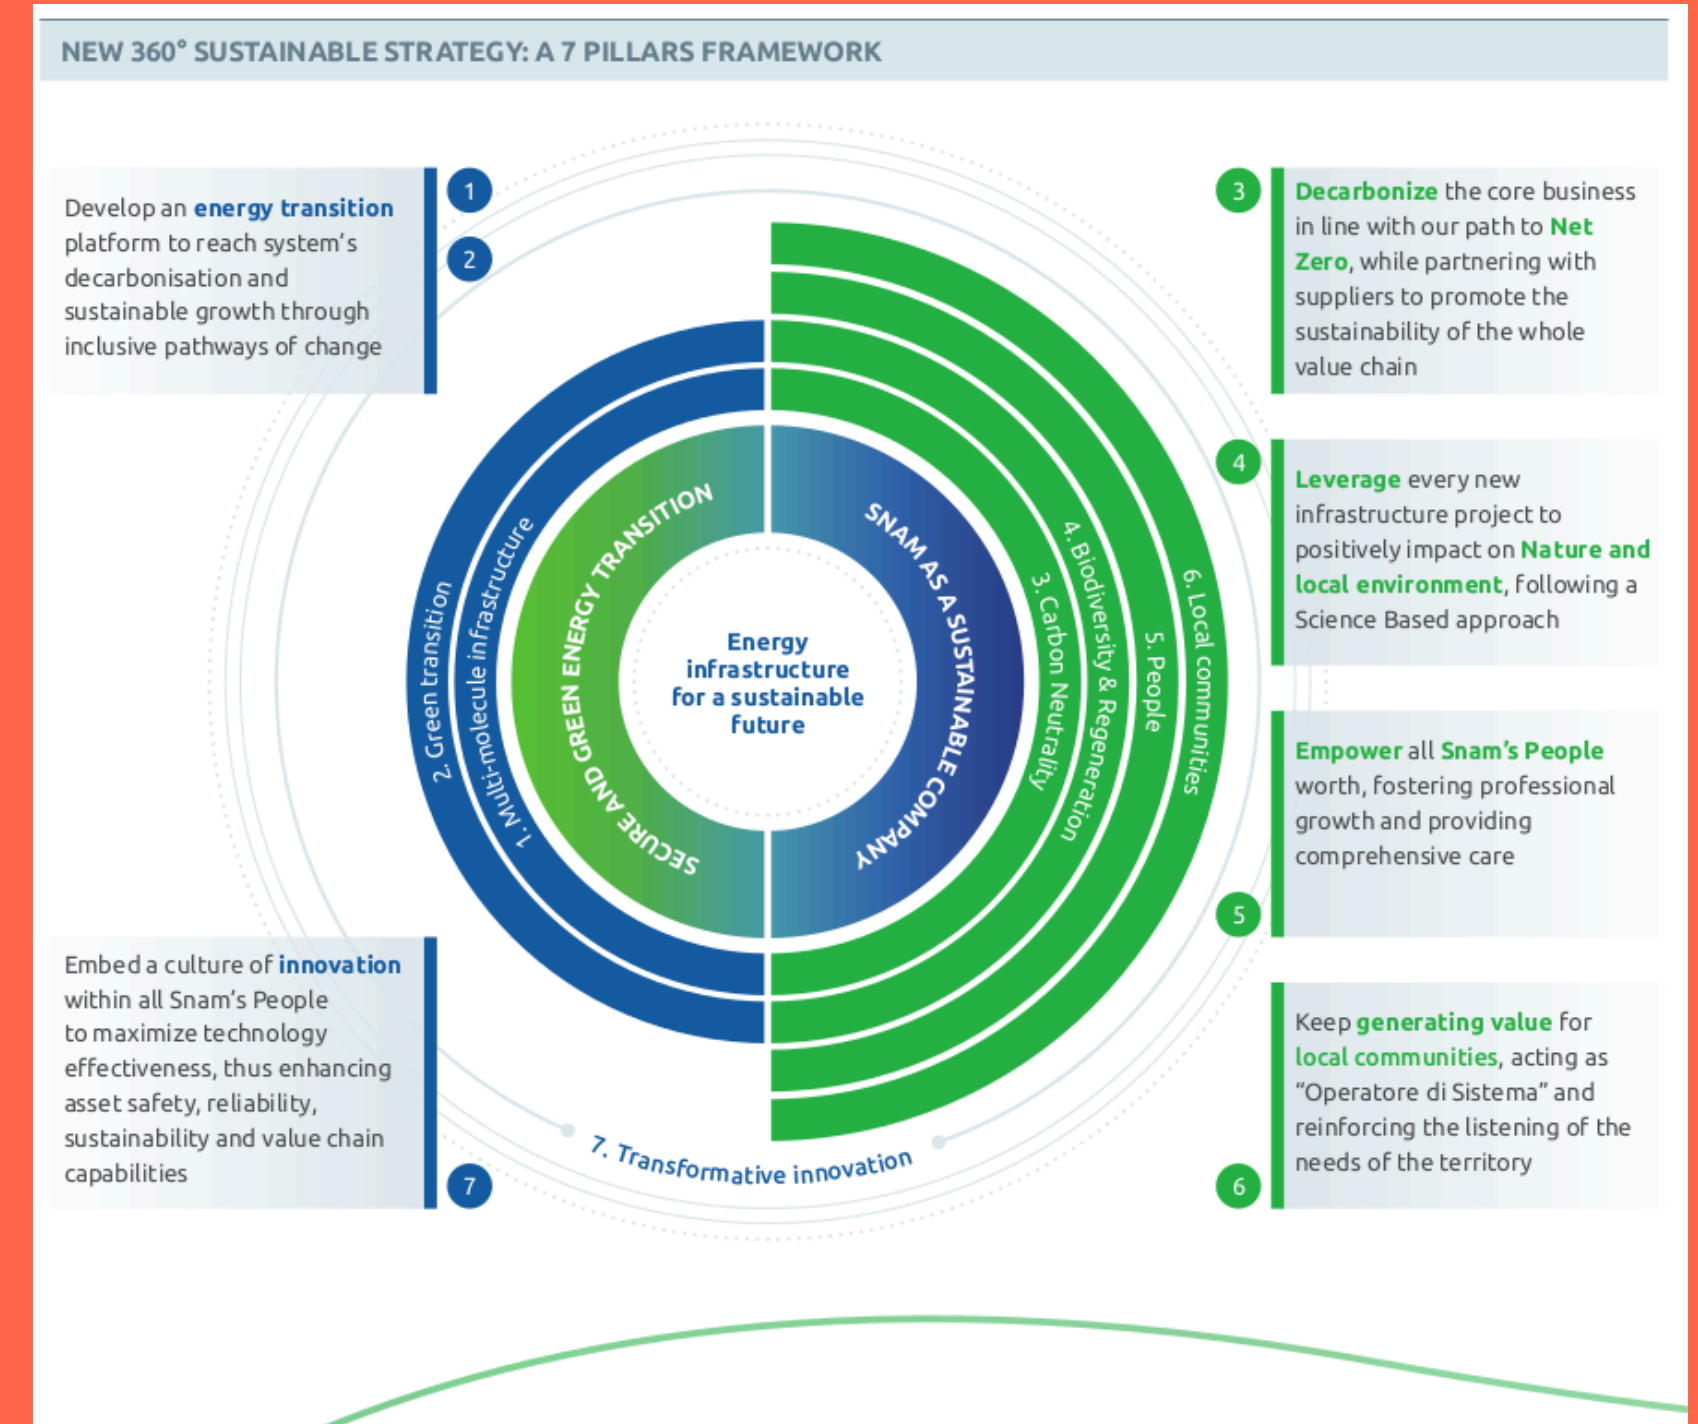 NEW 360° SUSTAINABLE STRATEGY: A 7 PILLARS FRAMEWORK
1
2
Develop an energy transition
platform to reach system's
decarbonisation and
sustainable growth through
inclusive pathways of change
3
Decarbonize the core business
in line with our path to Net
Zero, while partnering with
suppliers to promote the
sustainability of the whole
value chain
4
Leverage every new
infrastructure project to
positively impact on Nature and
local environment, following a
Science Based approach
Empower all Snam's People
worth, fostering professional
growth and providing
comprehensive care
5
Keep generating value for
local communities, acting as
“Operatore di Sistema” and
reinforcing the listening of the
needs of the territory
6
Embed a culture of innovation
within all Snam's People
to maximize technology
effectiveness, thus enhancing
asset safety, reliability,
sustainability and value chain
capabilities
7
2. Green transition
1. Multi-molecule infrastructure
SECURE AND GREEN ENERGY TRANSITION
Energy
infrastructure
for a sustainable
future
SNAM AS A SUSTAINABLE COMPANY
3. Carbon Neutrality
4. Biodiversity & Regeneration
5. People
6. Local communities
7. Transformative innovation